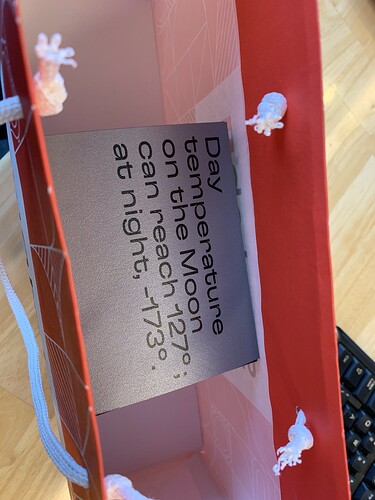 Day
temperature
on the Moon
can reach 127°;
at night, -173°.